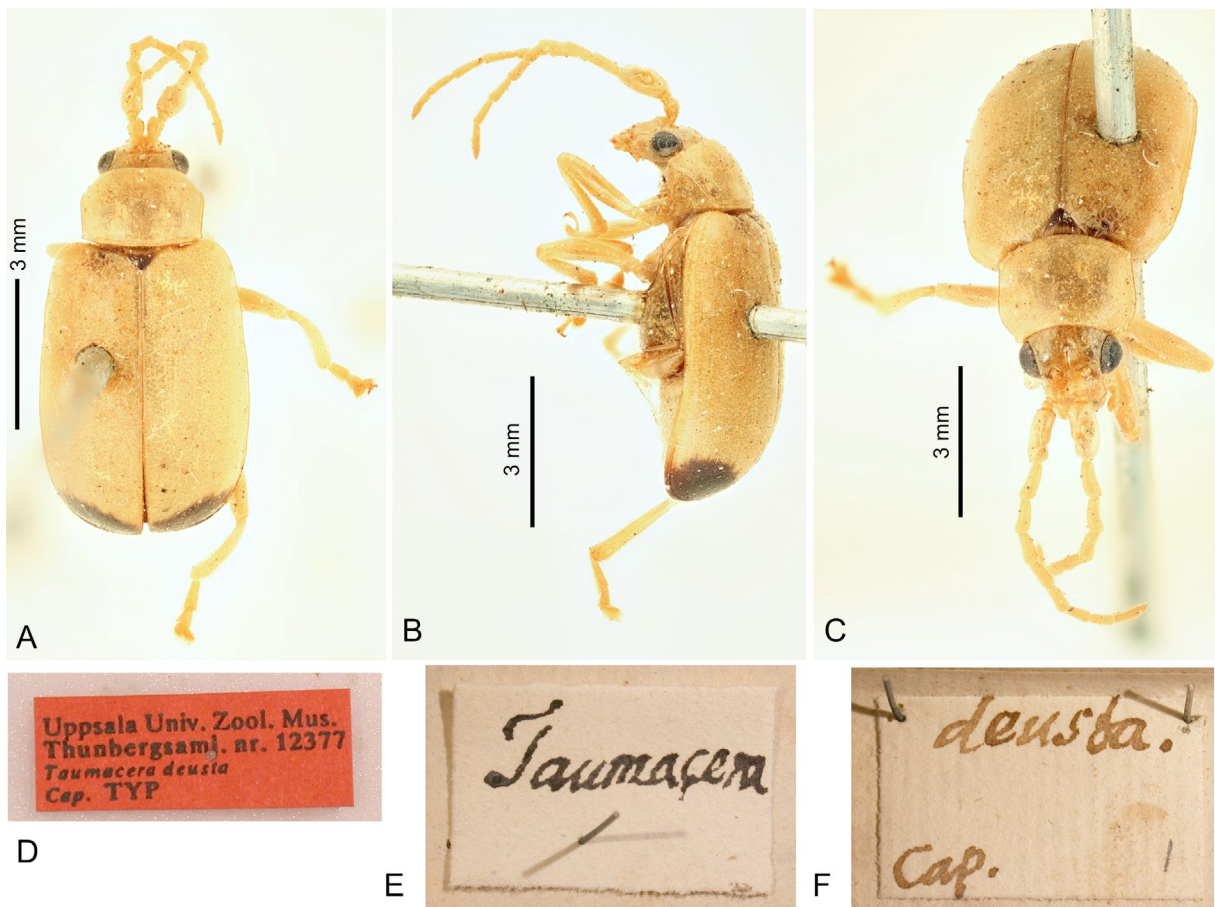 3 mm
A
3 mm
B
3 mm
C
Uppsala Univ. Zool. Mus.
Thunbergsaml. nr. 12377
Taumacera deusta
Cap. TYP
D
Taumaçera
E
deusta.
Cap.
F